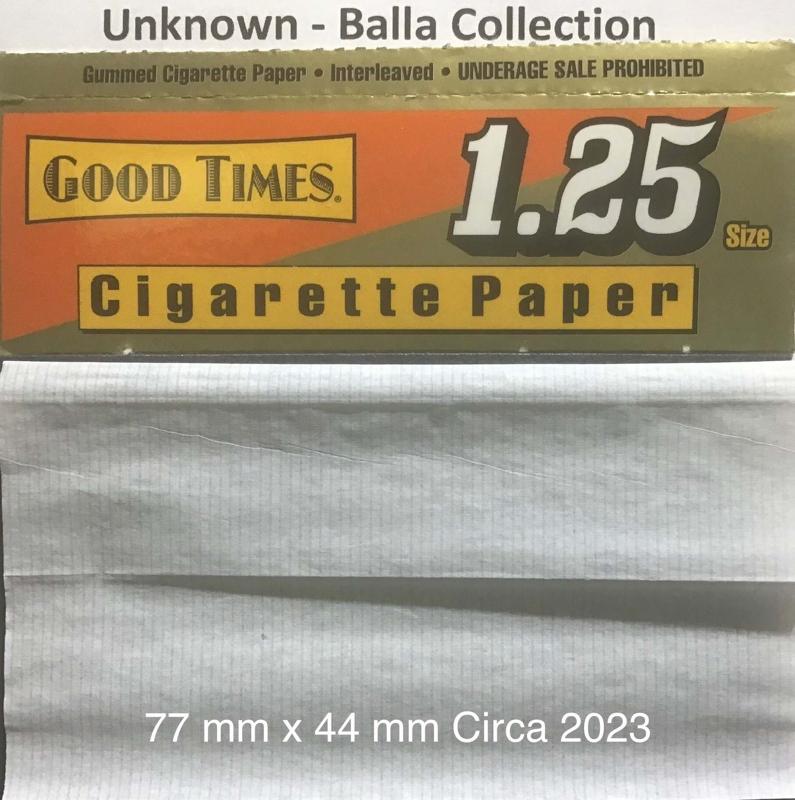 Unknown - Balla Collection
Gummed Cigarette Paper • Interleaved • UNDERAGE SALE PROHIBITED
GOOD TIMES®
1.25
Size
Cigarette Paper
77 mm x 44 mm Circa 2023